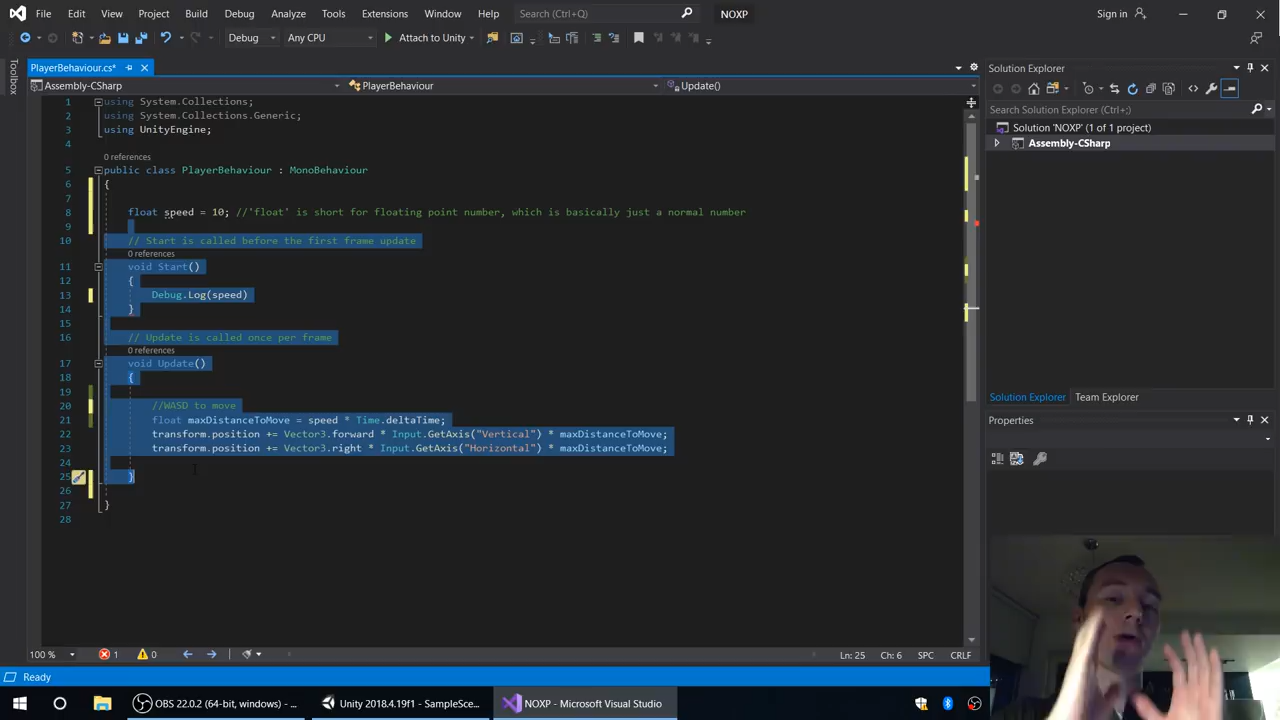 File Edit View Project Build Debug Analyze Tools Extensions Window Help Search (Ctrl+Q) NOXP Sign in
Debug Any CPU Attach to Unity
Toolbox
PlayerBehaviour.cs*
Assembly-CSharp PlayerBehaviour Update()
1 using System.Collections;
2 using System.Collections.Generic;
3 using UnityEngine;
4
0 references
5 public class PlayerBehaviour : MonoBehaviour
6 {
7
8 float speed = 10; //'float' is short for floating point number, which is basically just a normal number
9
10 // Start is called before the first frame update
0 references
11 void Start()
12 {
13 Debug.Log(speed)
14 }
15
16 // Update is called once per frame
0 references
17 void Update()
18 {
19
20 //WASD to move
21 float maxDistanceToMove = speed * Time.deltaTime;
22 transform.position += Vector3.forward * Input.GetAxis("Vertical") * maxDistanceToMove;
23 transform.position += Vector3.right * Input.GetAxis("Horizontal") * maxDistanceToMove;
24
25 }
26
27 }
28
100 % 1 0 Ln: 25 Ch: 6 SPC CRLF
Solution Explorer
Search Solution Explorer (Ctrl+;)
Solution 'NOXP' (1 of 1 project)
Assembly-CSharp
Solution Explorer Team Explorer
Properties
Ready
OBS 22.0.2 (64-bit, windows) - ... Unity 2018.4.19f1 - SampleSce... NOXP - Microsoft Visual Studio